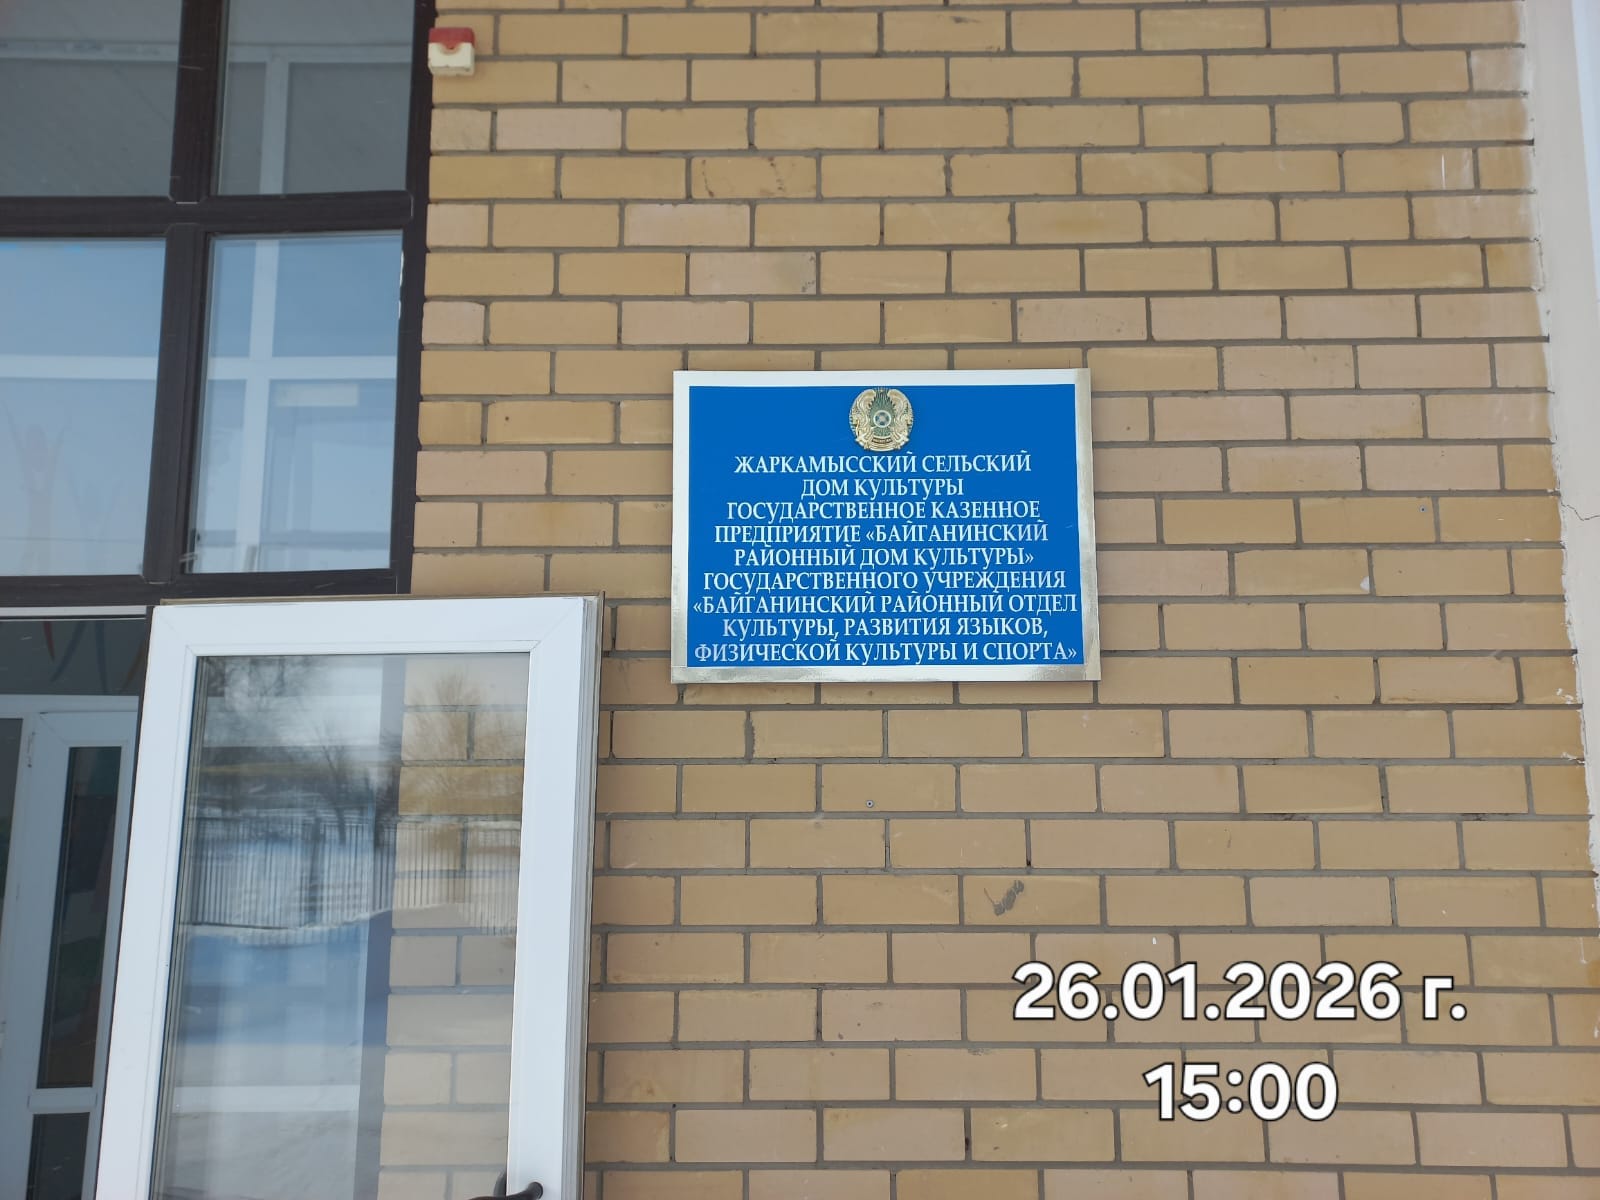 ЖАРКАМЫССКИЙ СЕЛЬСКИЙ
ДОМ КУЛЬТУРЫ
ГОСУДАРСТВЕННОЕ КАЗЕННОЕ
ПРЕДПРИЯТИЕ «БАЙГАНИНСКИЙ
РАЙОННЫЙ ДОМ КУЛЬТУРЫ»
ГОСУДАРСТВЕННОГО УЧРЕЖДЕНИЯ
«БАЙГАНИНСКИЙ РАЙОННЫЙ ОТДЕЛ
КУЛЬТУРЫ, РАЗВИТИЯ ЯЗЫКОВ,
ФИЗИЧЕСКОЙ КУЛЬТУРЫ И СПОРТА»
26.01.2026 г.
15:00